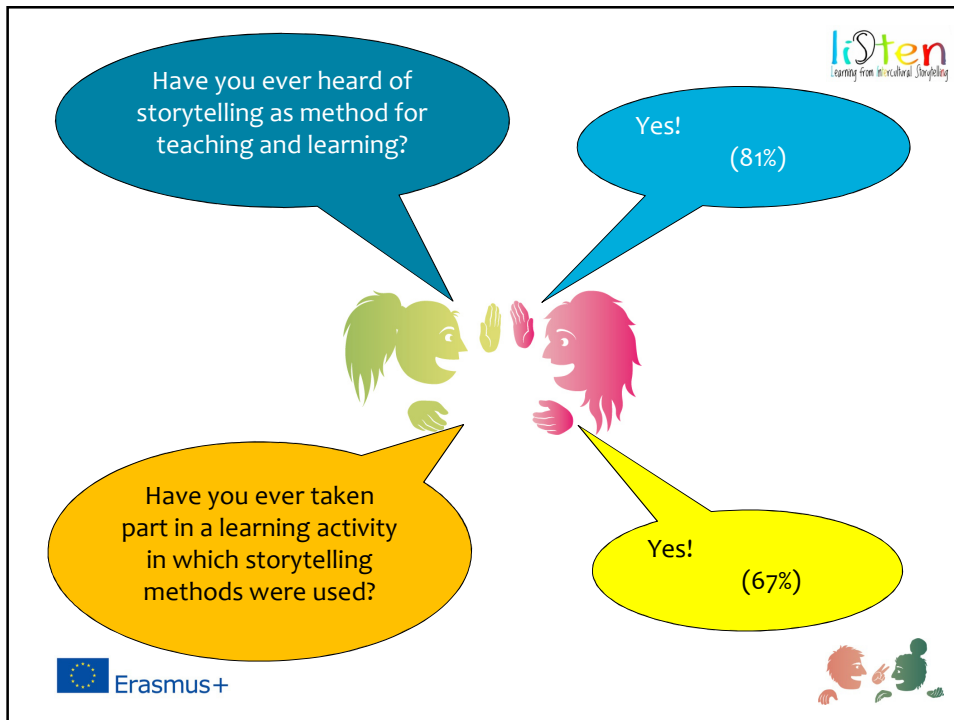 liSten
Learning from Intercultural Storytelling
Have you ever heard of
storytelling as method for
teaching and learning?
Yes!
(81%)
Have you ever taken
part in a learning activity
in which storytelling
methods were used?
Yes!
(67%)
Erasmus+